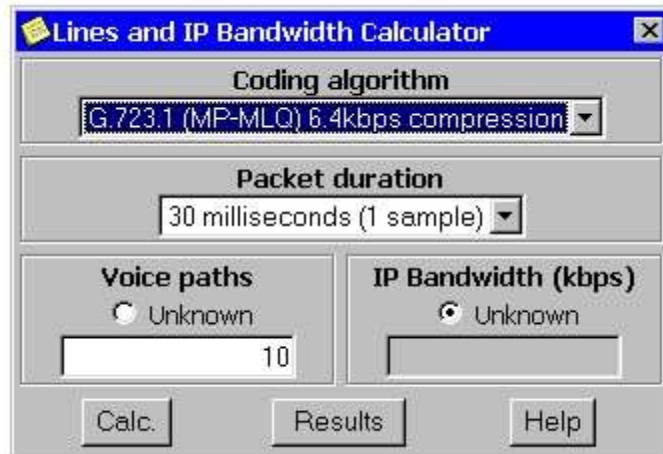 Lines and IP Bandwidth Calculator
Coding algorithm
G.723.1 (MP-MLQ) 6.4kbps compression
Packet duration
30 milliseconds (1 sample)
Voice paths
Unknown
10
IP Bandwidth (kbps)
Unknown
Calc.
Results
Help